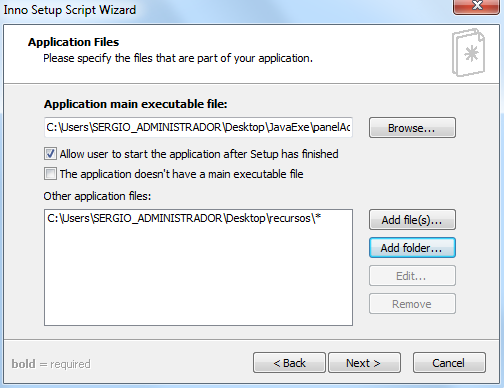 Inno Setup Script Wizard
Application Files
Please specify the files that are part of your application.
Application main executable file:
C:\Users\SERGIO_ADMINISTRADOR\Desktop\JavaExe\panelAc
Browse...
Allow user to start the application after Setup has finished
The application doesn't have a main executable file
Other application files:
C:\Users\SERGIO_ADMINISTRADOR\Desktop\recursos\*
Add file(s)...
Add folder...
Edit...
Remove
bold = required
< Back
Next >
Cancel